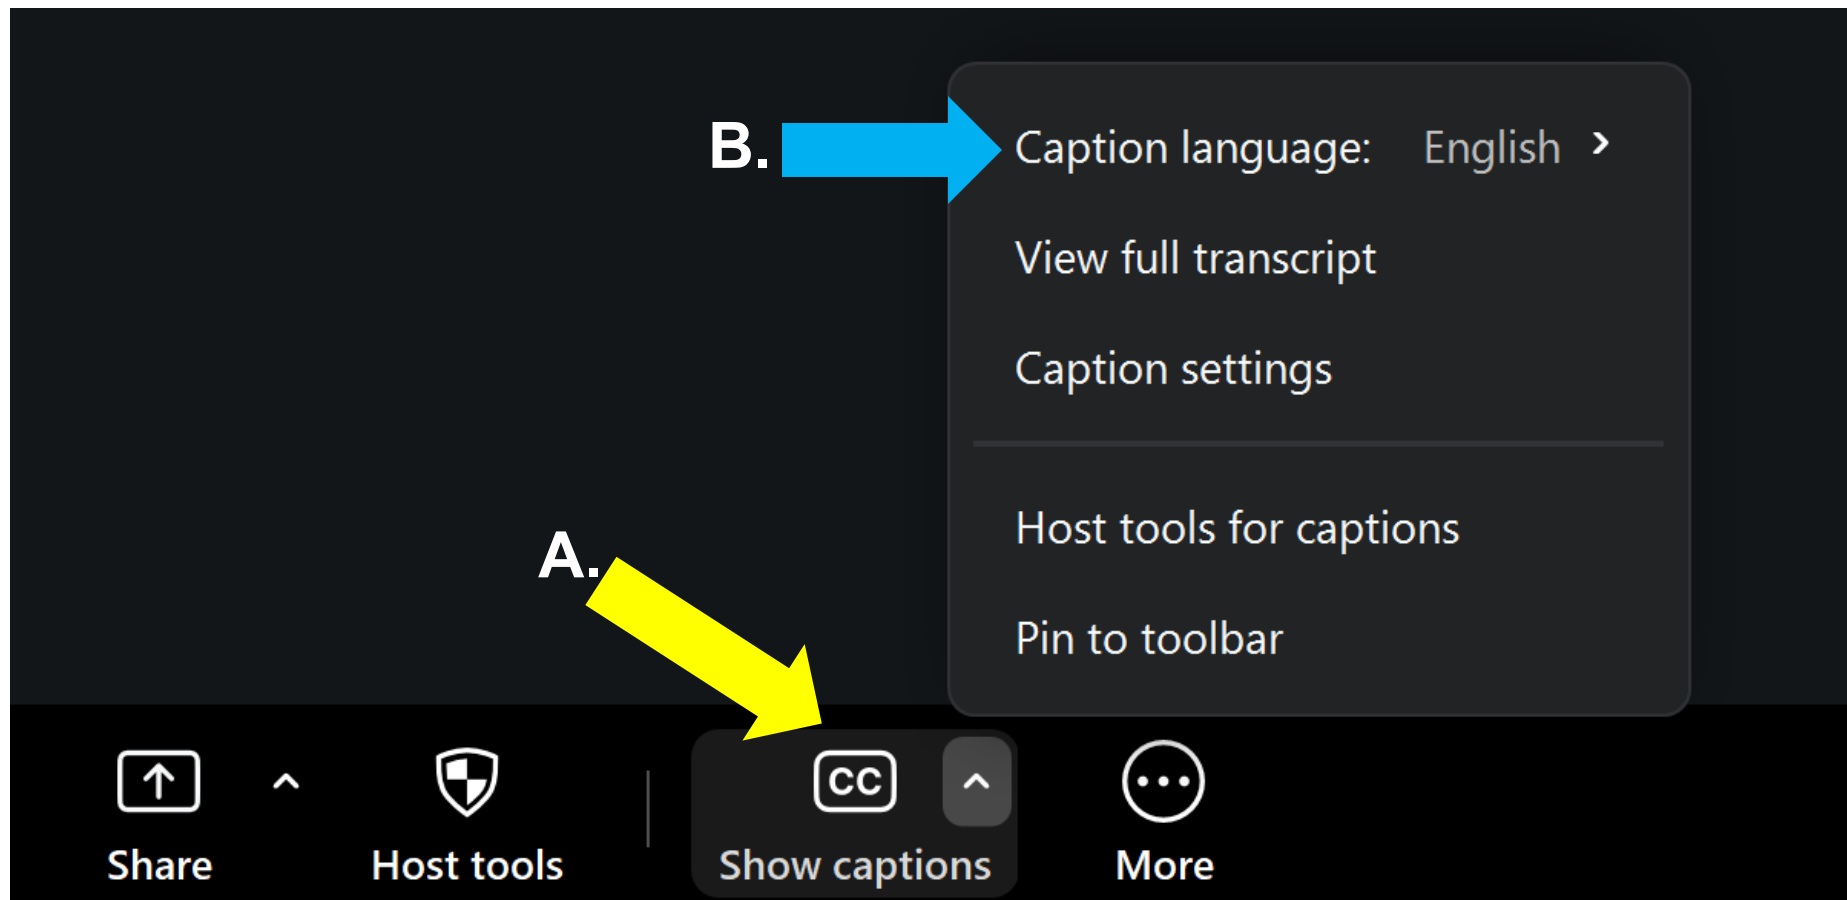 B.
Caption language: English
View full transcript
Caption settings
Host tools for captions
Pin to toolbar
A.
CC
Share
Host tools
Show captions
More